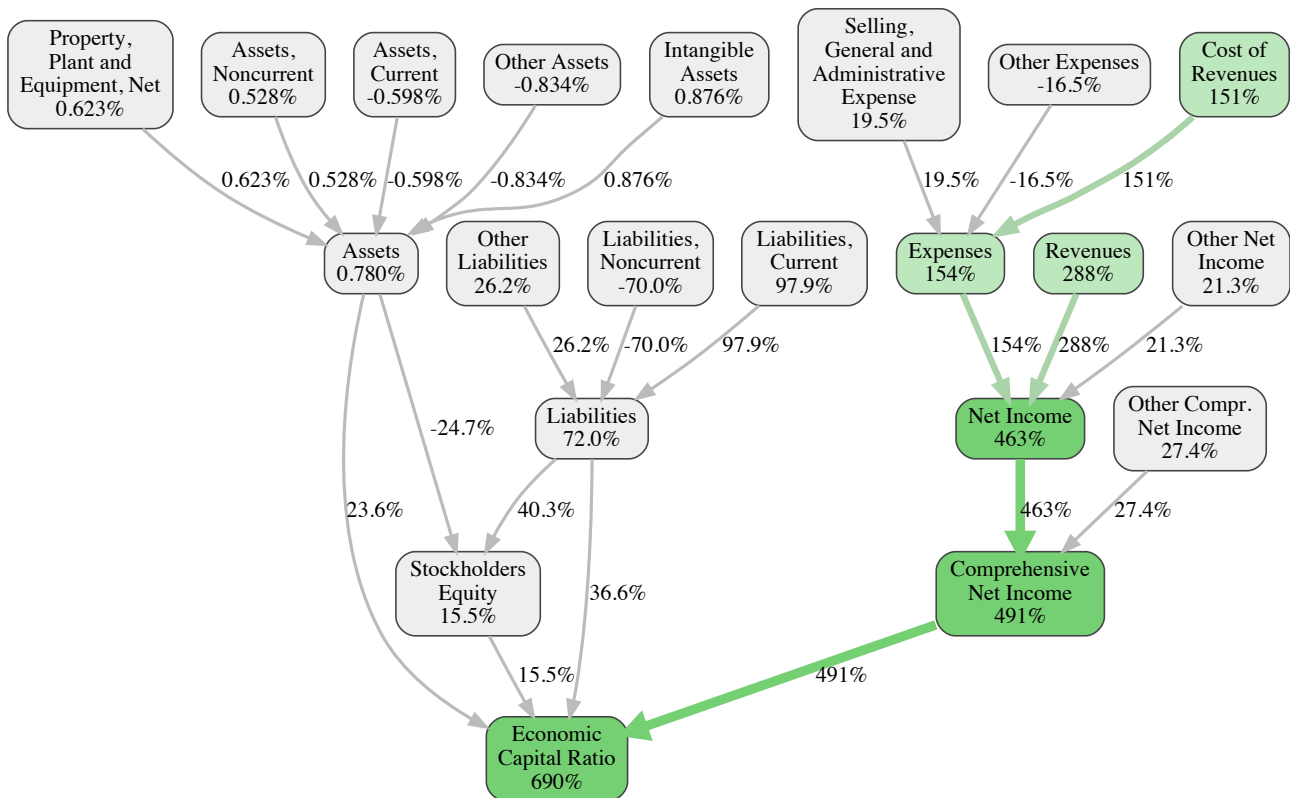 Property,
Plant and
Equipment, Net
0.623%
Assets,
Noncurrent
0.528%
Assets,
Current
-0.598%
Other Assets
-0.834%
Intangible
Assets
0.876%
Selling,
General and
Administrative
Expense
19.5%
Other Expenses
-16.5%
Cost of
Revenues
151%
0.623%
0.528%
-0.598%
-0.834%
0.876%
19.5%
-16.5%
151%
Assets
0.780%
Other
Liabilities
26.2%
Liabilities,
Noncurrent
-70.0%
Liabilities,
Current
97.9%
Expenses
154%
Revenues
288%
Other Net
Income
21.3%
26.2%
-70.0%
97.9%
154%
288%
21.3%
-24.7%
Liabilities
72.0%
Net Income
463%
Other Compr.
Net Income
27.4%
23.6%
40.3%
463%
27.4%
Stockholders
Equity
15.5%
36.6%
Comprehensive
Net Income
491%
15.5%
491%
Economic
Capital Ratio
690%